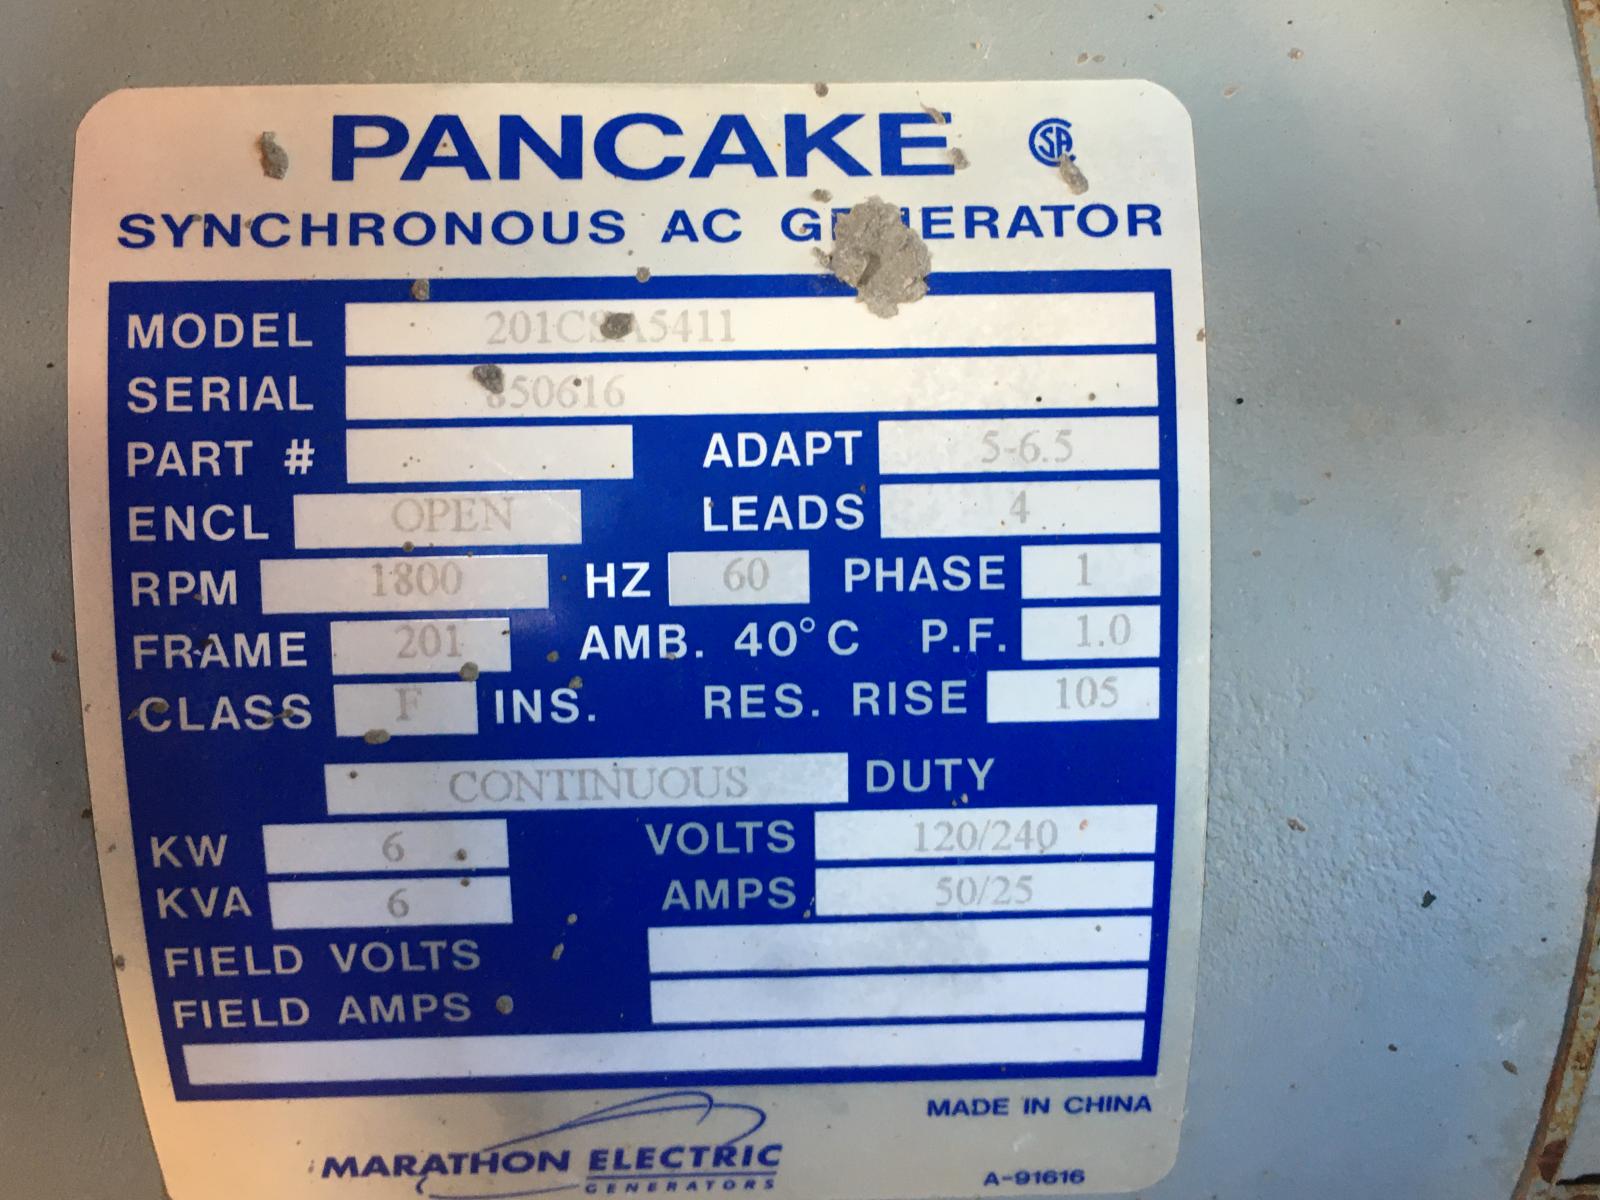 PANCAKE
SYNCHRONOUS AC GENERATOR
MODEL 201CSA5411
SERIAL 850616
PART # ADAPT 5-6.5
ENCL OPEN LEADS 4
RPM 1800 HZ 60 PHASE 1
FRAME 201 AMB. 40°C P.F. 1.0
CLASS F INS. RES. RISE 105
CONTINUOUS DUTY
KW 6 VOLTS 120/240
KVA 6 AMPS 50/25
FIELD VOLTS
FIELD AMPS
MADE IN CHINA
MARATHON ELECTRIC
GENERATORS
A-91616